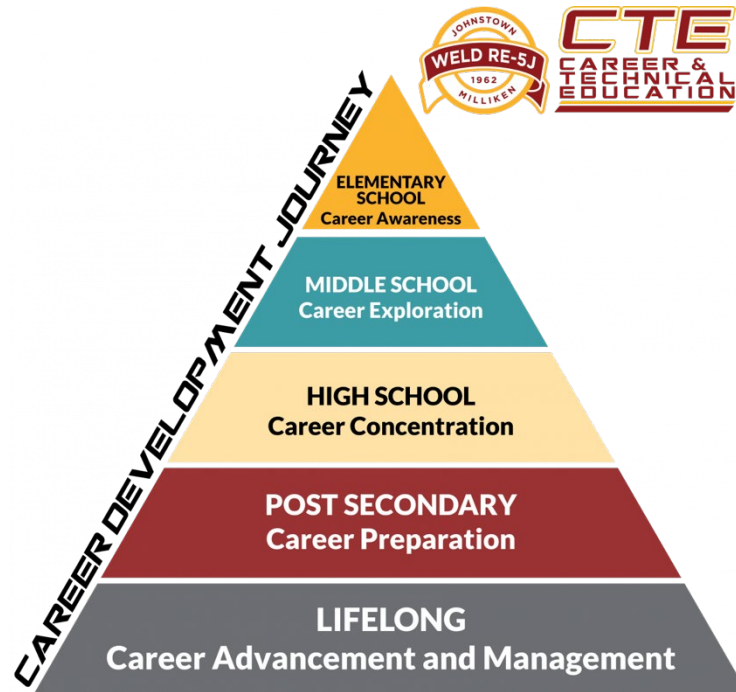 JOHNSTOWN
WELD RE-5J
1962
MILLIKEN
CTE
CAREER &
TECHNICAL
EDUCATION
CAREER DEVELOPMENT JOURNEY
ELEMENTARY
SCHOOL
Career Awareness
MIDDLE SCHOOL
Career Exploration
HIGH SCHOOL
Career Concentration
POST SECONDARY
Career Preparation
LIFELONG
Career Advancement and Management